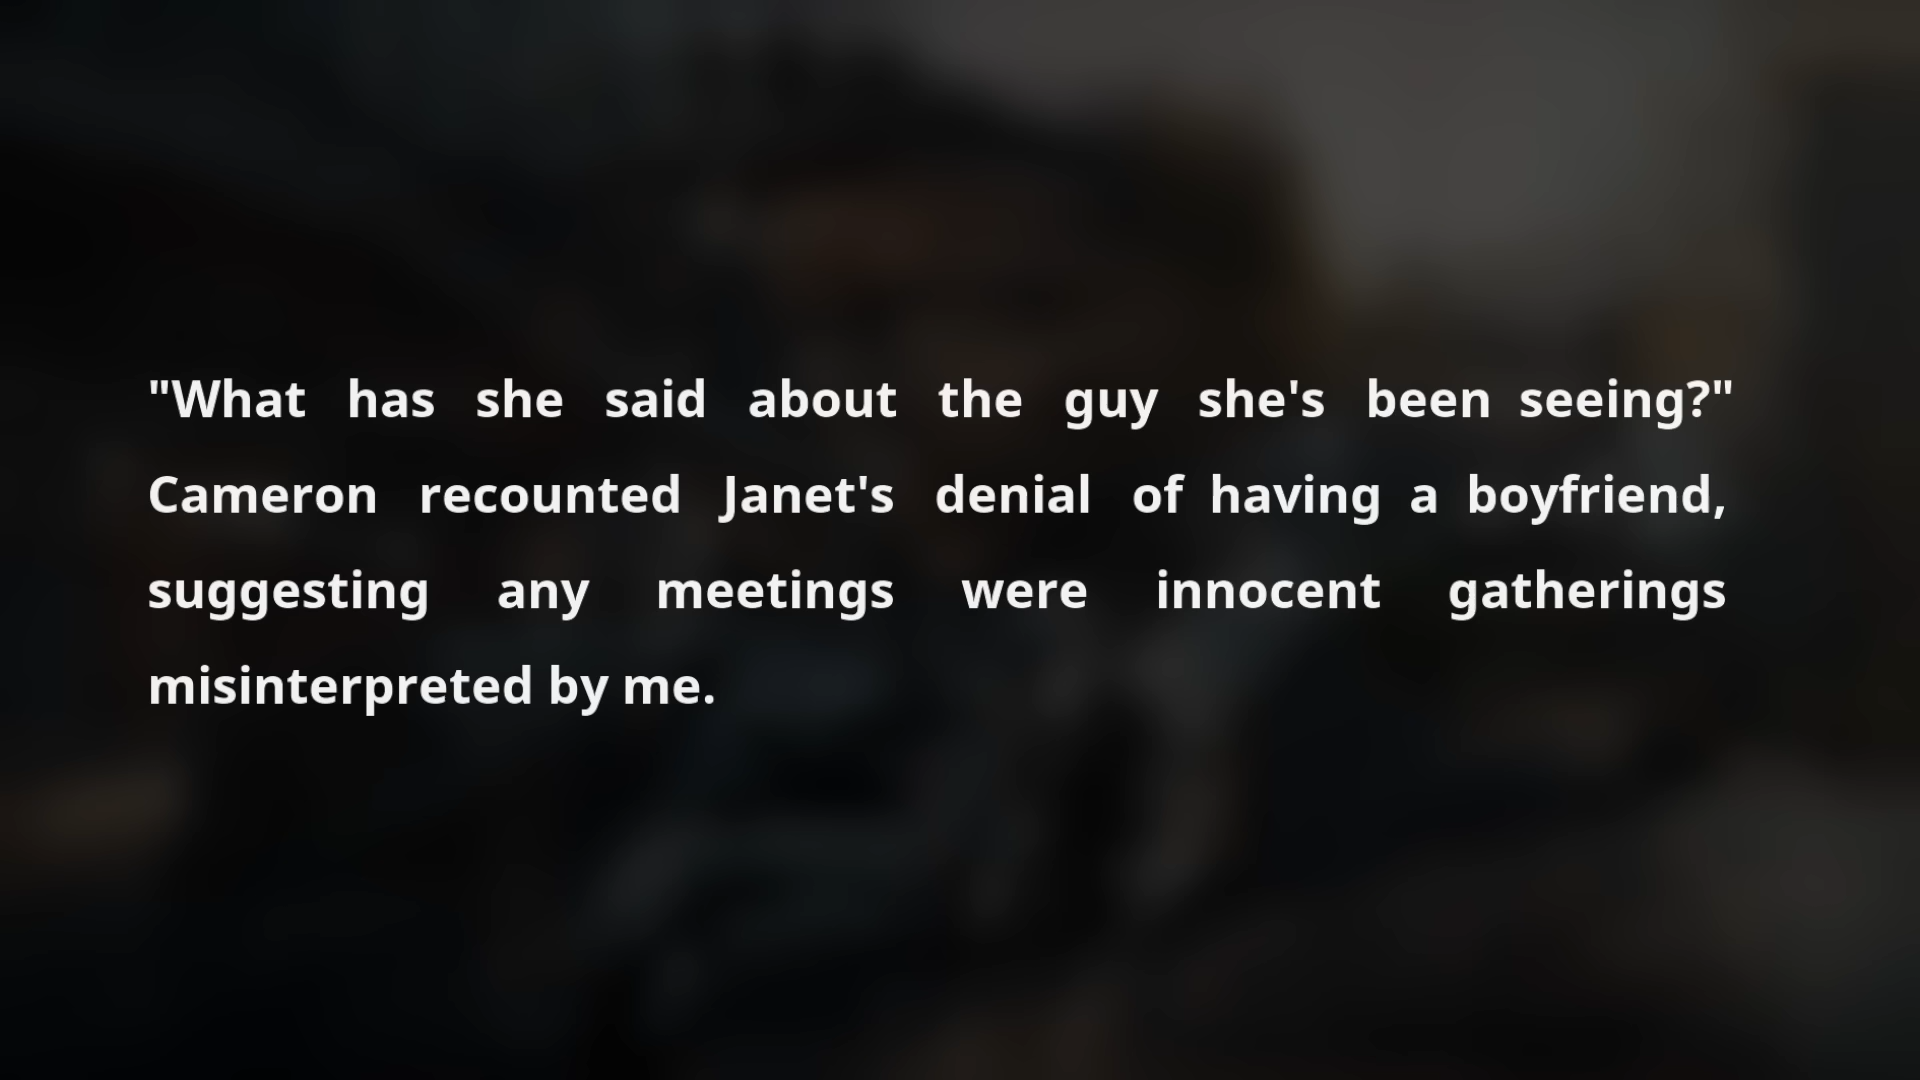 "What has she said about the guy she's been seeing?"
Cameron recounted Janet's denial of having a boyfriend,
suggesting any meetings were innocent gatherings
misinterpreted by me.